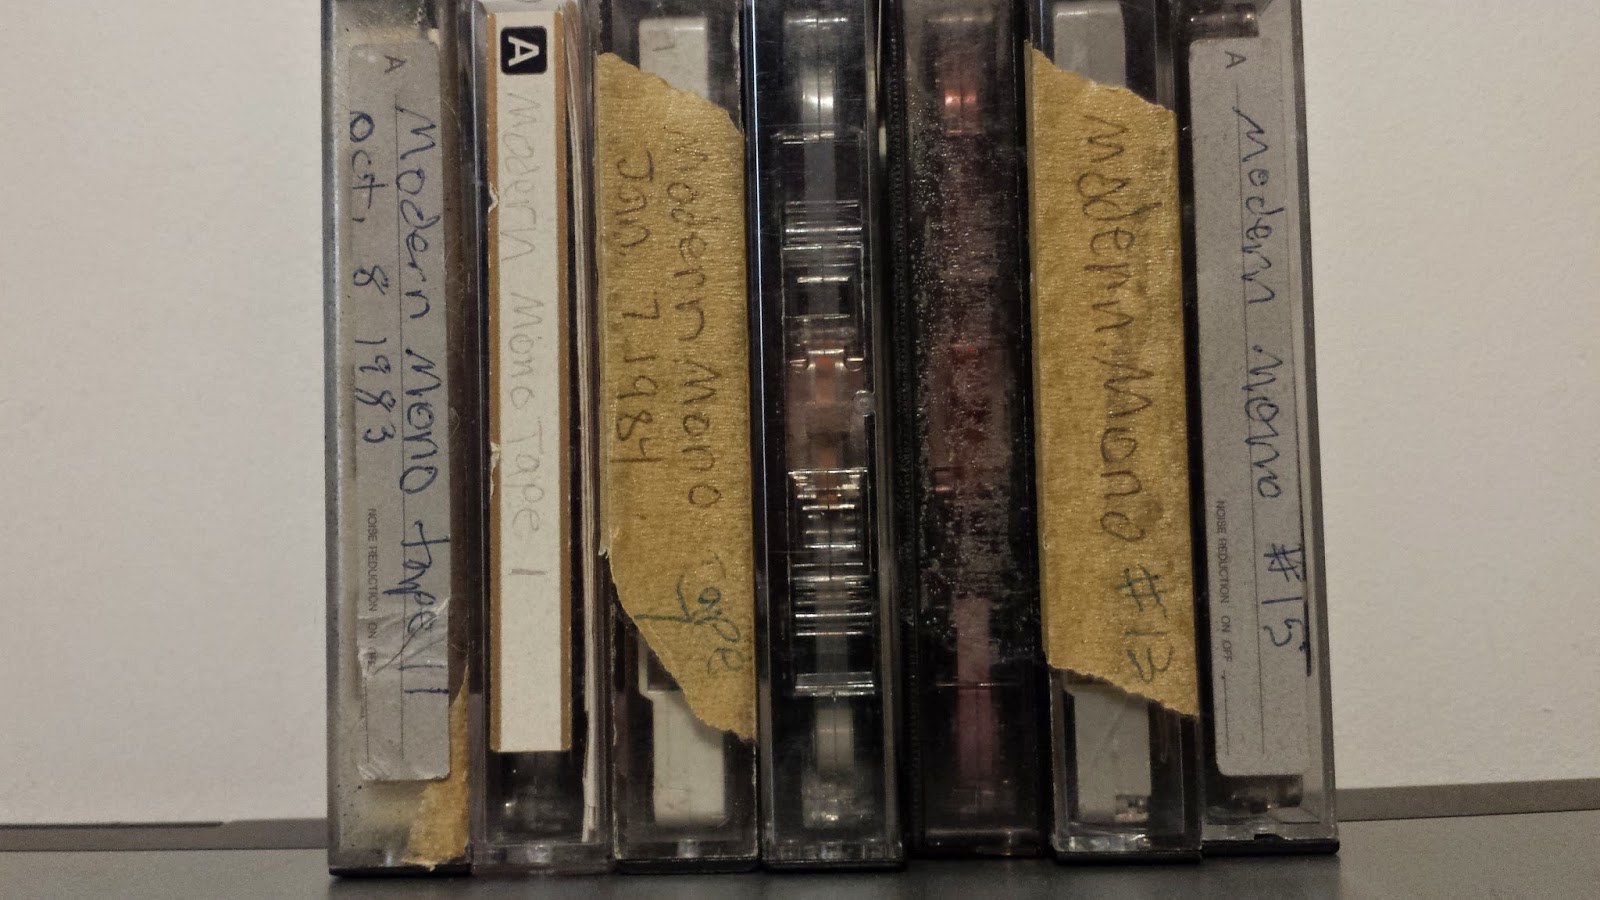 A
Modern Mono tape 11
Oct, 8 1983
NOISE REDUCTION ON OFF
A
Modern Mono Tape 1
Modern Mono Tape
Jan. 7. 1984
Modern Mono #13
A
Modern Mono #15
NOISE REDUCTION ON OFF